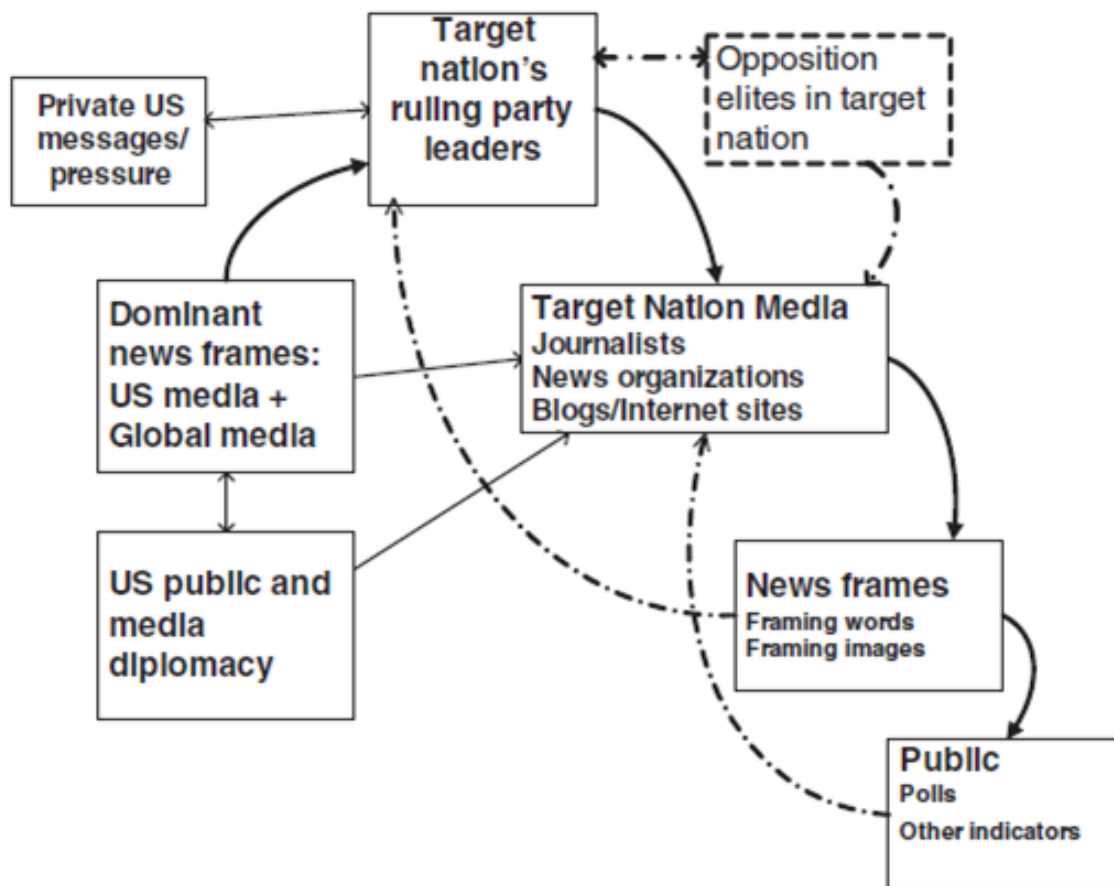 Target
nation's
ruling party
leaders
Opposition
elites in target
nation
Private US
messages/
pressure
Dominant
news frames:
US media +
Global media
Target Nation Media
Journalists
News organizations
Blogs/Internet sites
US public and
media
diplomacy
News frames
Framing words
Framing images
Public
Polls
Other indicators